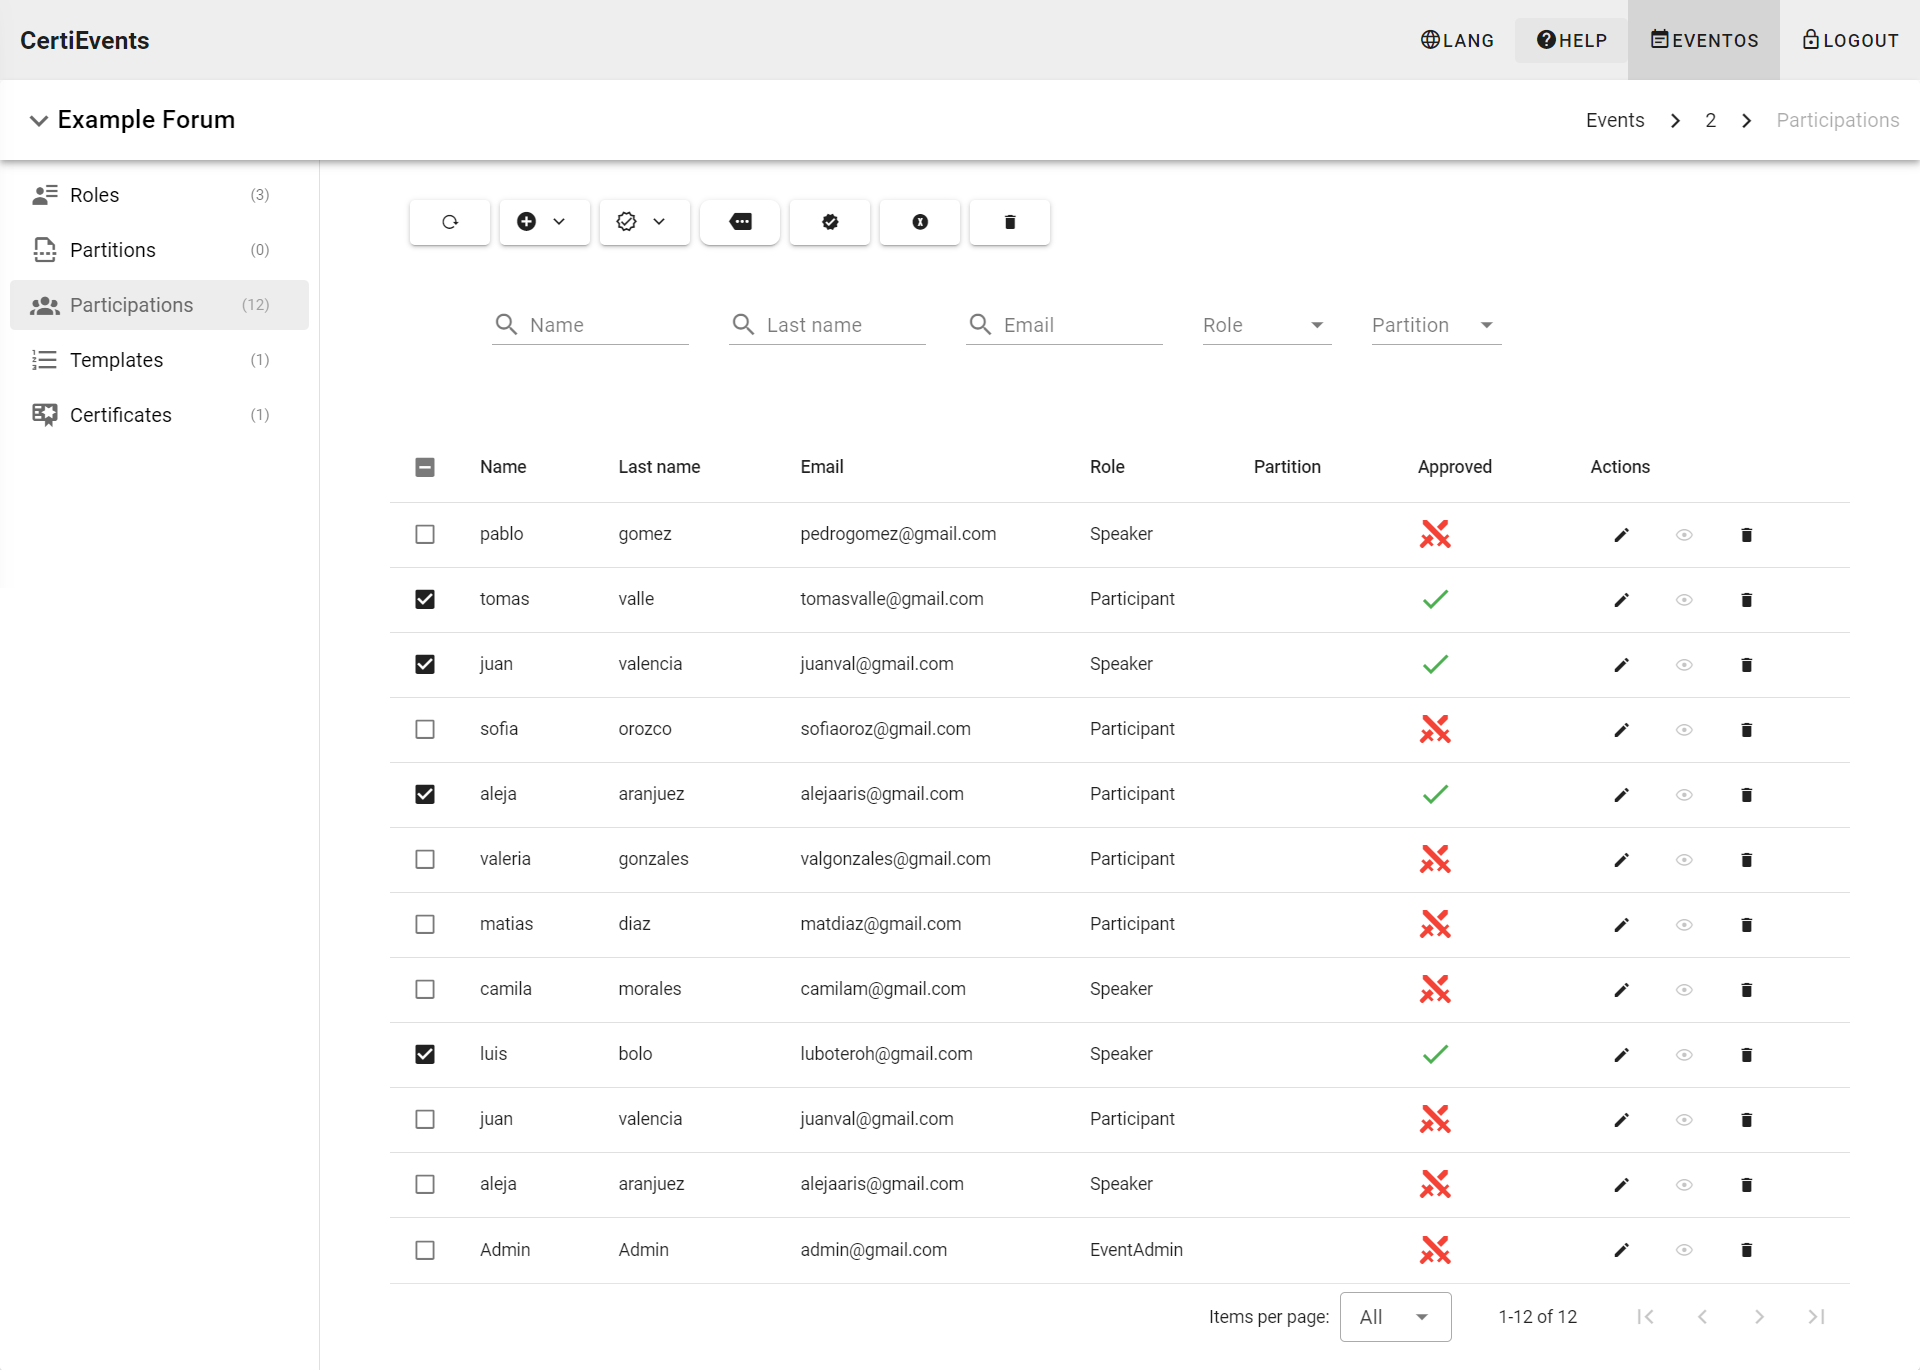 CertiEvents LANG HELP EVENTOS LOGOUT
Example Forum Events 2 Participations
Roles (3)
Partitions (0)
Participations (12)
Templates (1)
Certificates (1)
Name Last name Email Role Partition
Name Last name Email Role Partition Approved Actions
pablo gomez pedrogomez@gmail.com Speaker
tomas valle tomasvalle@gmail.com Participant
juan valencia juanval@gmail.com Speaker
sofia orozco sofiaoroz@gmail.com Participant
aleja aranjuez alejaaris@gmail.com Participant
valeria gonzales valgonzales@gmail.com Participant
matias diaz matdiaz@gmail.com Participant
camila morales camilam@gmail.com Speaker
luis bolo luboteroh@gmail.com Speaker
juan valencia juanval@gmail.com Participant
aleja aranjuez alejaaris@gmail.com Speaker
Admin Admin admin@gmail.com EventAdmin
Items per page: All 1-12 of 12